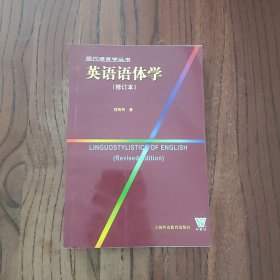 现代语言学丛书
英语语体学
(修订本)
著
LINGUOSTYLISTICS OF ENGLISH
(Revised Edition)
上海外语教育出版社